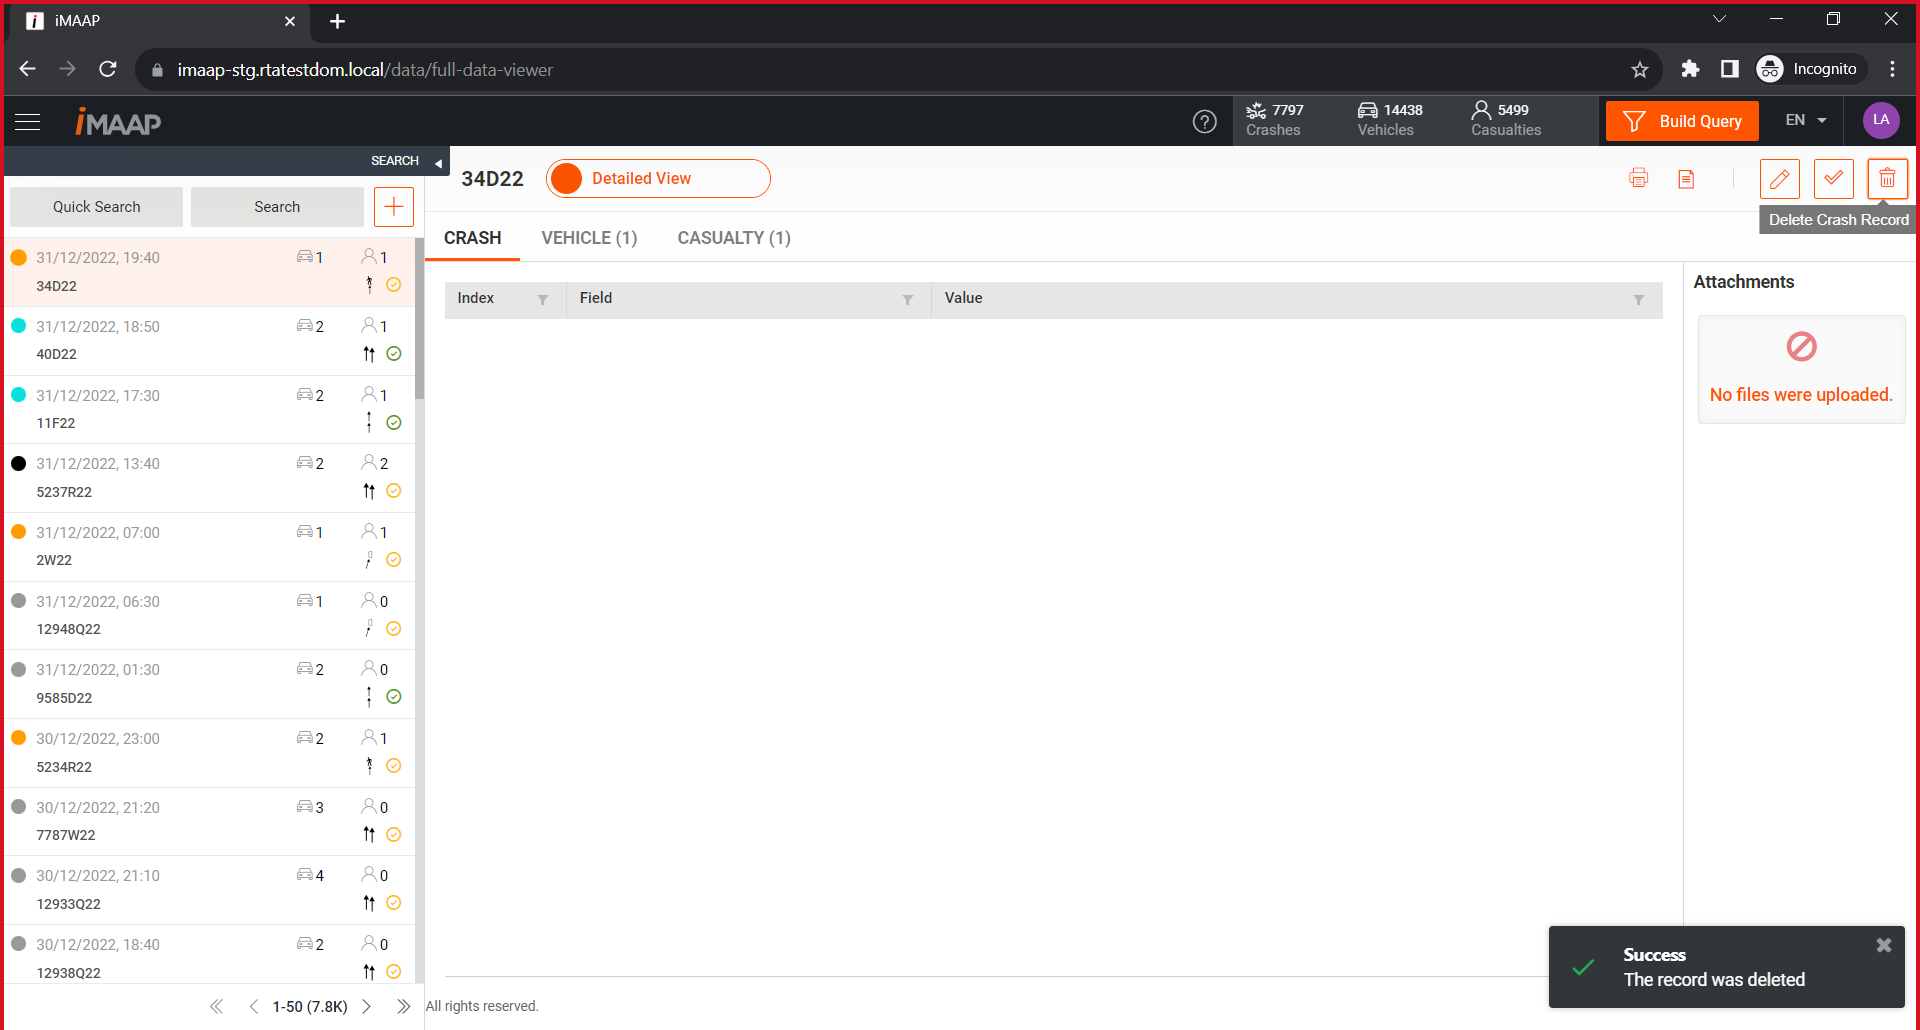 iMAAP
imaap-stg.rtatestdom.local/data/full-data-viewer
Incognito
iMAAP
7797
Crashes
14438
Vehicles
5499
Casualties
Build Query
EN
LA
SEARCH
Quick Search
Search
34D22
Detailed View
Delete Crash Record
CRASH
VEHICLE (1)
CASUALTY (1)
Index
Field
Value
Attachments
No files were uploaded.
31/12/2022, 19:40
1
1
34D22
31/12/2022, 18:50
2
1
40D22
31/12/2022, 17:30
2
1
11F22
31/12/2022, 13:40
2
2
5237R22
31/12/2022, 07:00
1
1
2W22
31/12/2022, 06:30
1
0
12948Q22
31/12/2022, 01:30
2
0
9585D22
30/12/2022, 23:00
2
1
5234R22
30/12/2022, 21:20
3
0
7787W22
30/12/2022, 21:10
4
0
12933Q22
30/12/2022, 18:40
2
0
12938Q22
1-50 (7.8K)
All rights reserved.
Success
The record was deleted